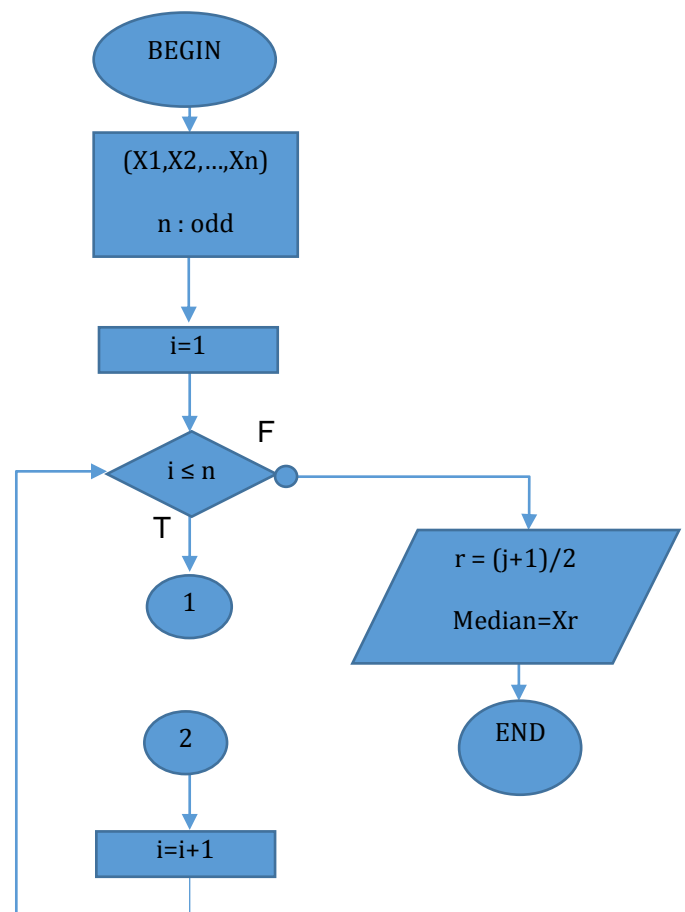 BEGIN
(X1,X2,...,Xn)
n : odd
i=1
F
i ≤ n
T
r = (j+1)/2
Median=Xr
1
2
END
i=i+1